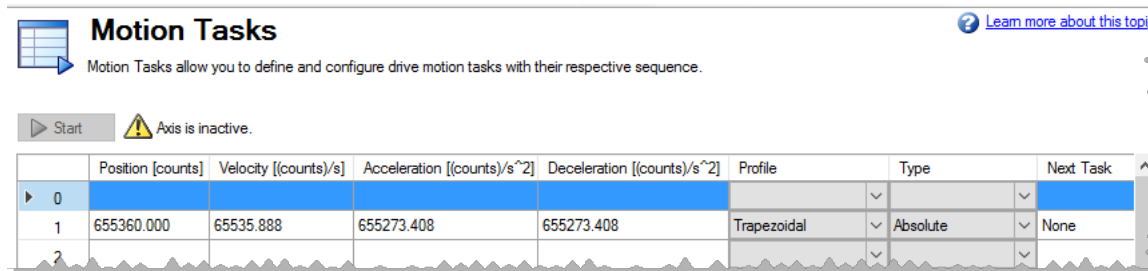 Motion Tasks
Learn more about this topi
Motion Tasks allow you to define and configure drive motion tasks with their respective sequence.
Start Axis is inactive.
Position [counts] Velocity [(counts)/s] Acceleration [(counts)/s^2] Deceleration [(counts)/s^2] Profile Type Next Task
0
1 655360.000 65535.888 655273.408 655273.408 Trapezoidal Absolute None
2